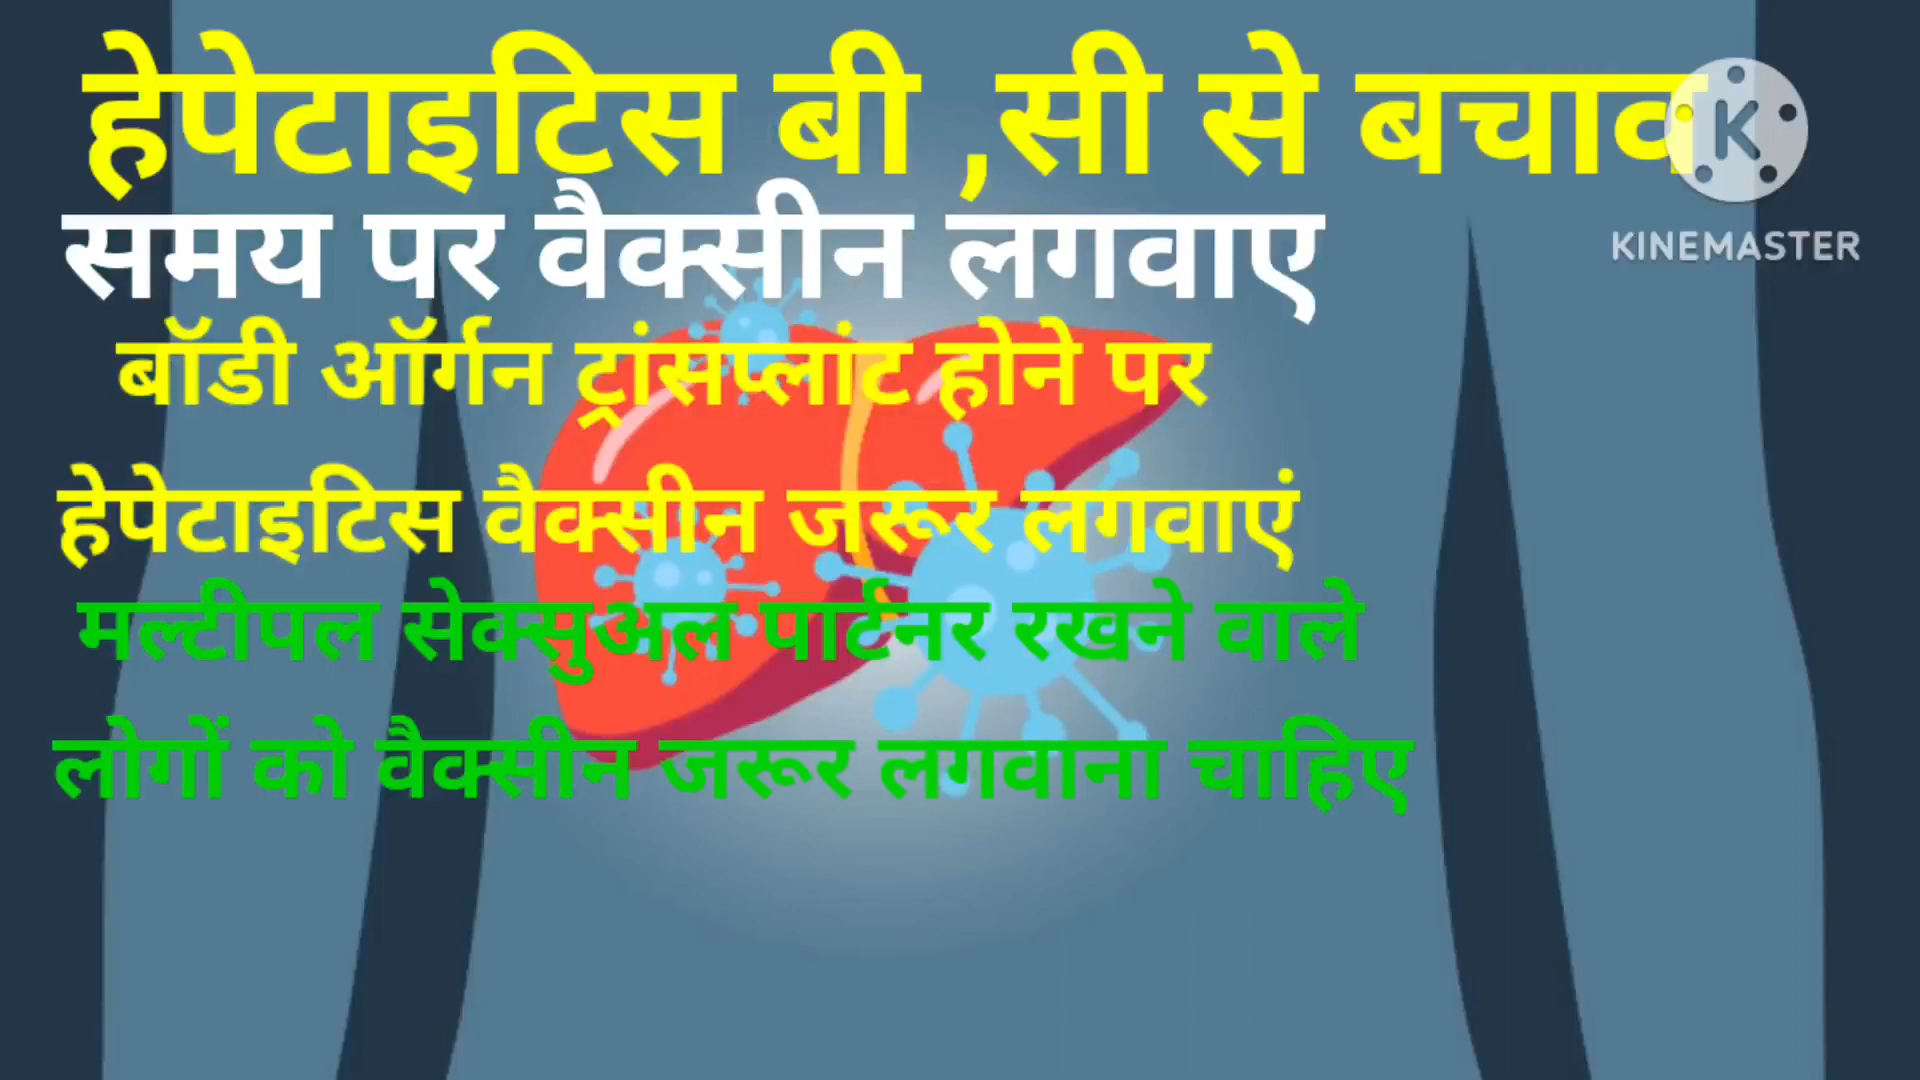 हेपेटाइटिस बी ,सी से बचाव
KINEMASTER
समय पर वैक्सीन लगवाए
बॉडी ऑर्गन ट्रांसप्लांट होने पर
हेपेटाइटिस वैक्सीन जरूर लगवाएं
मल्टीपल सेक्सुअल पार्टनर रखने वाले
लोगों को वैक्सीन जरूर लगवाना चाहिए